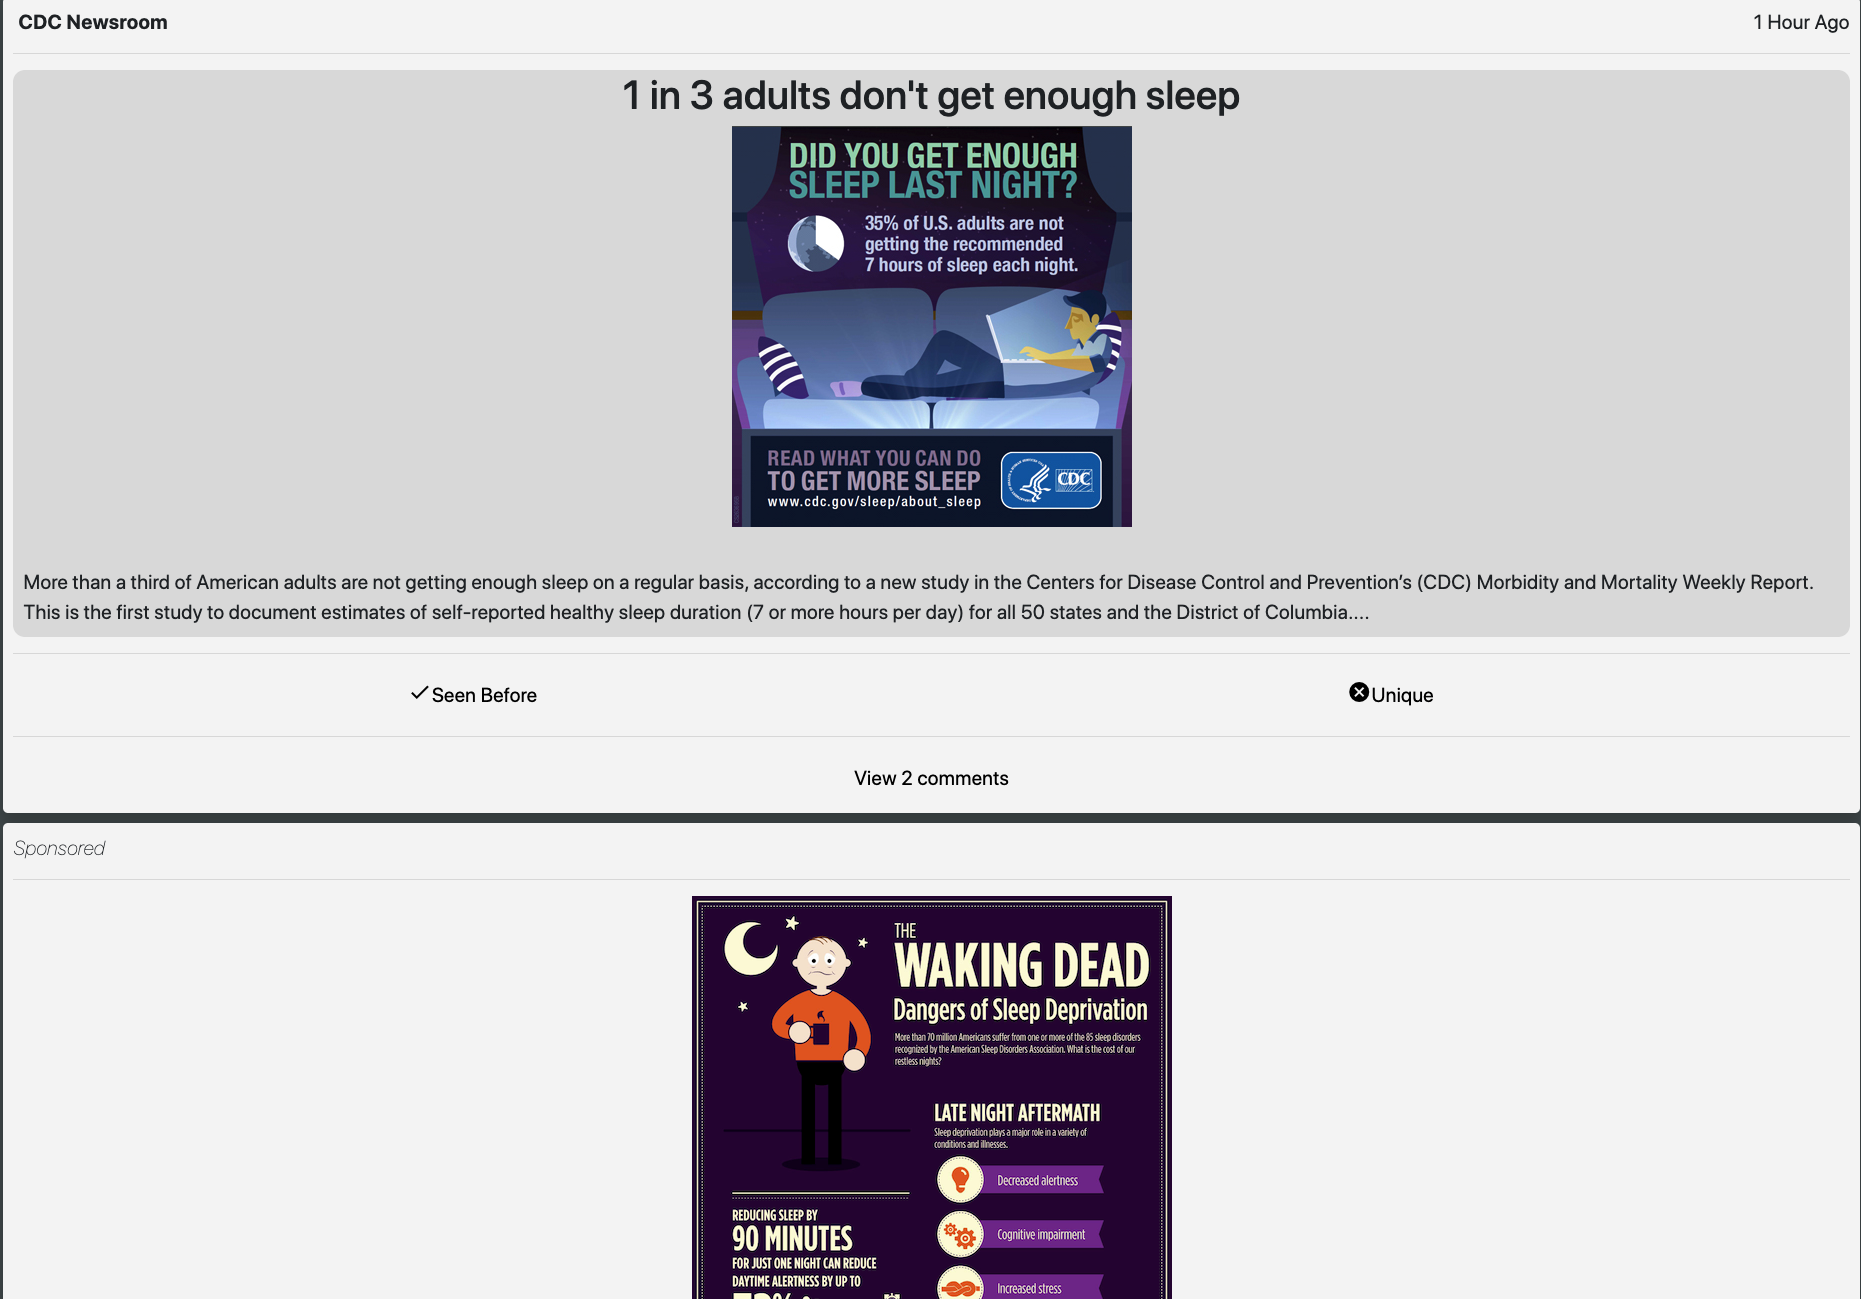 CDC Newsroom
1 Hour Ago
1 in 3 adults don't get enough sleep
DID YOU GET ENOUGH
SLEEP LAST NIGHT?
35% of U.S. adults are not
getting the recommended
7 hours of sleep each night.
READ WHAT YOU CAN DO
TO GET MORE SLEEP
www.cdc.gov/sleep/about_sleep
CDC
More than a third of American adults are not getting enough sleep on a regular basis, according to a new study in the Centers for Disease Control and Prevention’s (CDC) Morbidity and Mortality Weekly Report.
This is the first study to document estimates of self-reported healthy sleep duration (7 or more hours per day) for all 50 states and the District of Columbia....
Seen Before
Unique
View 2 comments
Sponsored
THE
WAKING DEAD
Dangers of Sleep Deprivation
More than 70 million Americans suffer from one or more of the 85 sleep disorders
recognized by the American Sleep Disorders Association. What is the cost of our
restless nights?
LATE NIGHT AFTERMATH
Sleep deprivation plays a major role in a variety of
conditions and illnesses.
Decreased alertness
Cognitive impairment
Increased stress
REDUCING SLEEP BY
90 MINUTES
FOR JUST ONE NIGHT CAN REDUCE
DAYTIME ALERTNESS BY UP TO